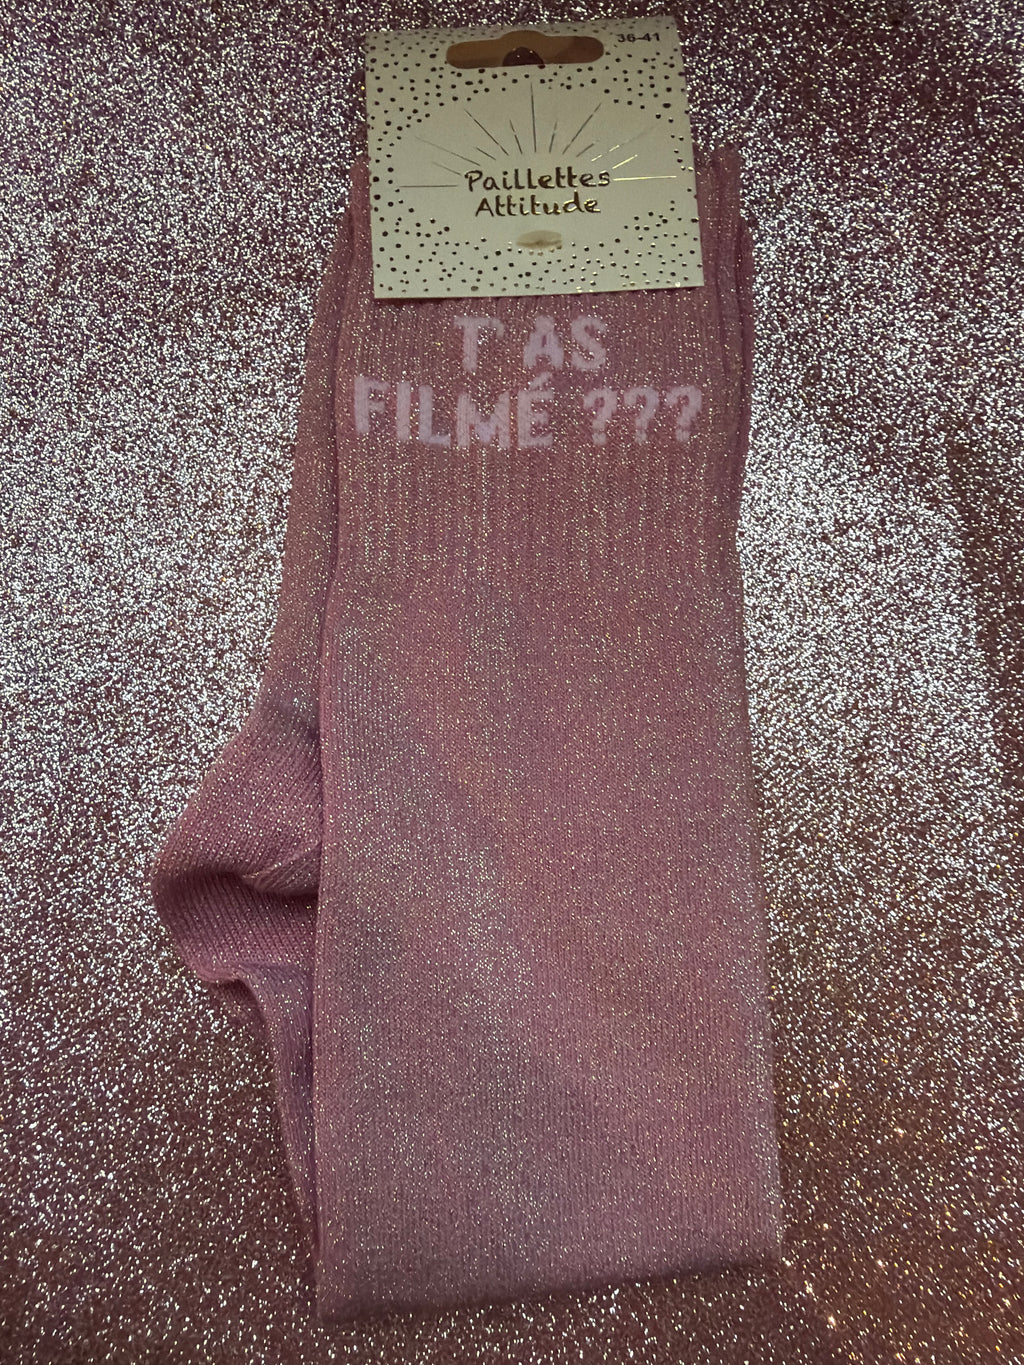 36-41
Paillettes
Attitude
T'AS
FILMÉ ???